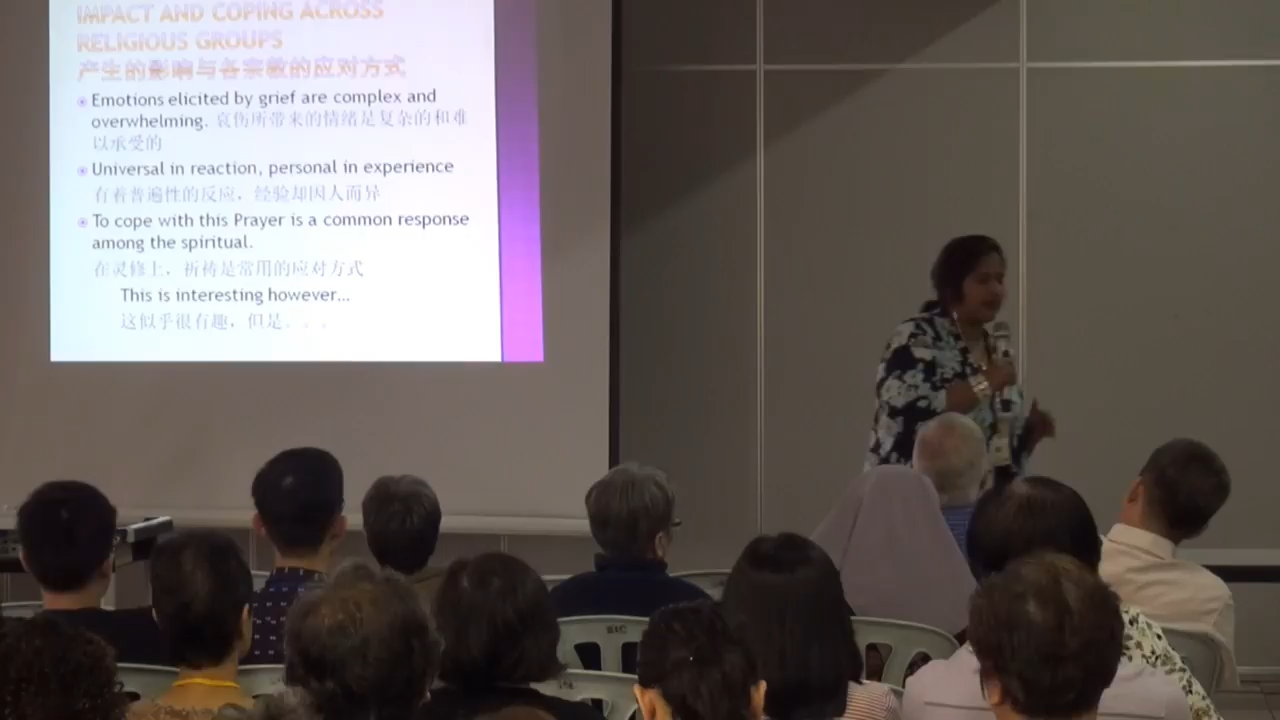 IMPACT AND COPING ACROSS
RELIGIOUS GROUPS
产生的影响与各宗教的应对方式
Emotions elicited by grief are complex and
overwhelming. 哀伤所带来的情绪是复杂的和难
以承受的
Universal in reaction, personal in experience
有着普遍性的反应，经验却因人而异
To cope with this Prayer is a common response
among the spiritual.
在灵修上，祈祷是常用的应对方式
This is interesting however...
这似乎很有趣，但是。。。